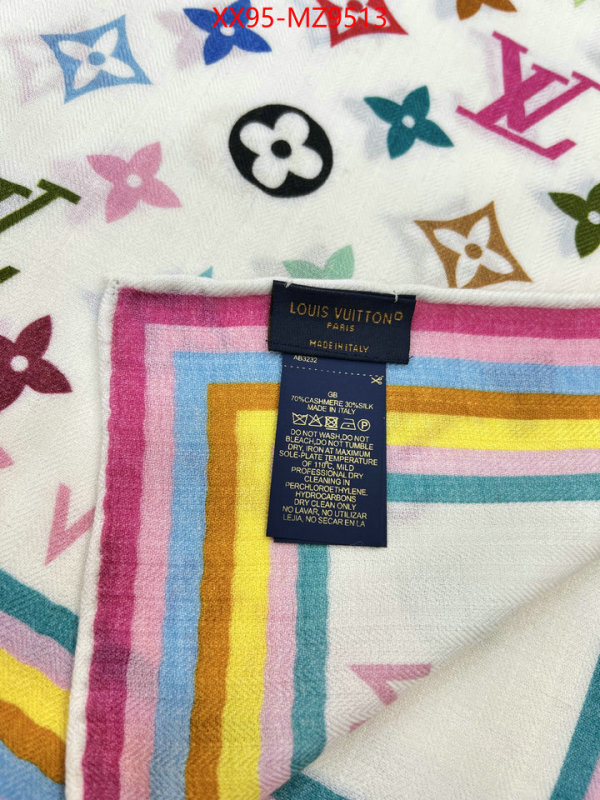 XX95-MZ9513
LV
LOUIS VUITTON
PARIS
MADE IN ITALY
AB3232
GB
70%CASHMERE 30%SILK
MADE IN ITALY
DO NOT WASH,DO NOT
BLEACH,DO NOT TUMBLE
DRY, IRON AT MAXIMUM
SOLE-PLATE TEMPERATURE
OF 110°C, MILD
PROFESSIONAL DRY
CLEANING IN
PERCHLOROETHYLENE.
HYDROCARBONS
DRY CLEAN ONLY
NO LAVAR, NO UTILIZAR
LEJIA, NO SECAR EN LA